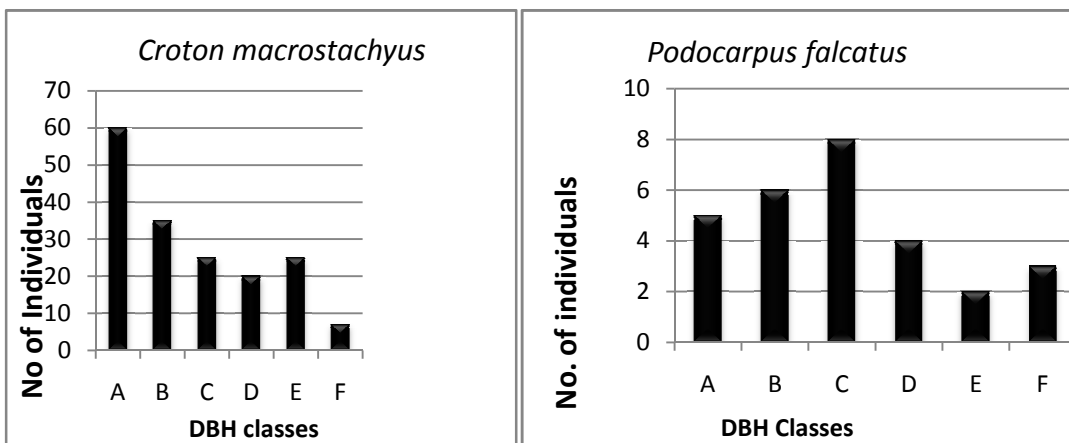 Croton macrostachyus
70
60
50
40
30
20
10
0
No of Individuals
A B C D E F
DBH classes
Podocarpus falcatus
10
8
6
4
2
0
No. of individuals
A B C D E F
DBH Classes